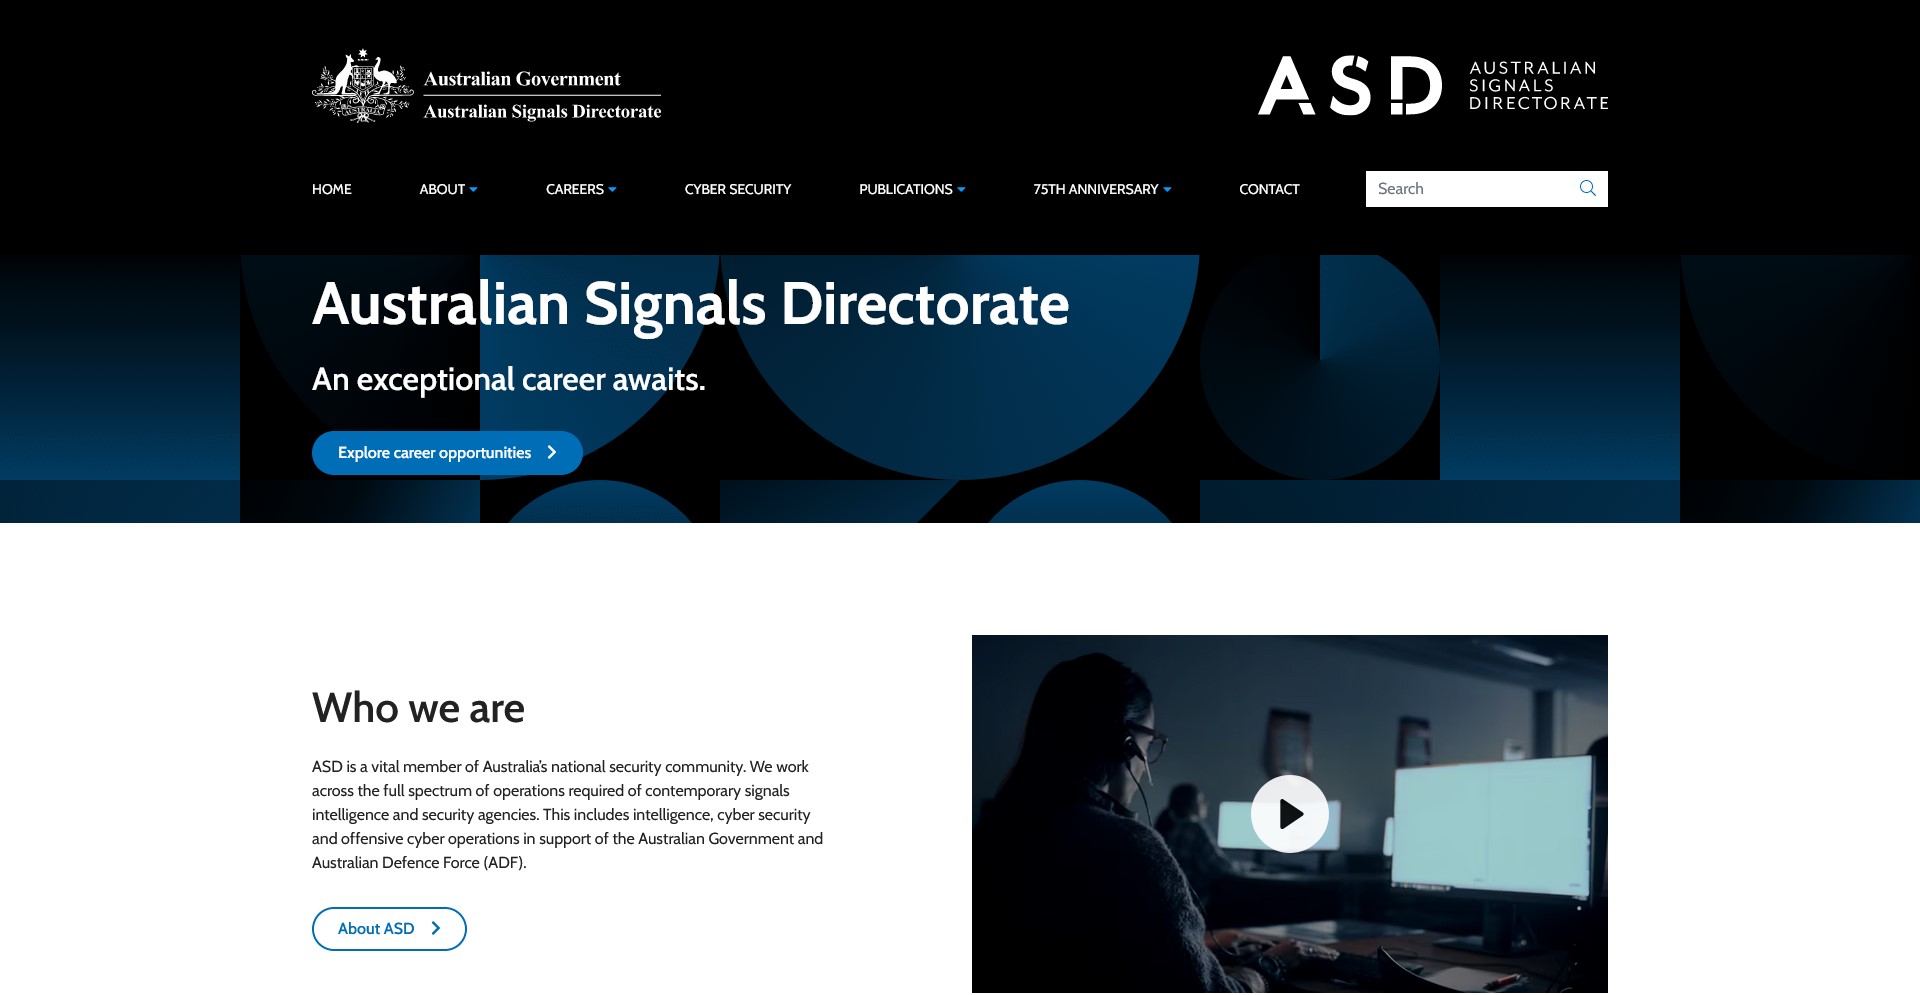 Australian Government
Australian Signals Directorate
ASD
AUSTRALIAN
SIGNALS
DIRECTORATE
HOME
ABOUT
CAREERS
CYBER SECURITY
PUBLICATIONS
75TH ANNIVERSARY
CONTACT
Search
Australian Signals Directorate
An exceptional career awaits.
Explore career opportunities
Who we are
ASD is a vital member of Australia's national security community. We work
across the full spectrum of operations required of contemporary signals
intelligence and security agencies. This includes intelligence, cyber security
and offensive cyber operations in support of the Australian Government and
Australian Defence Force (ADF).
About ASD